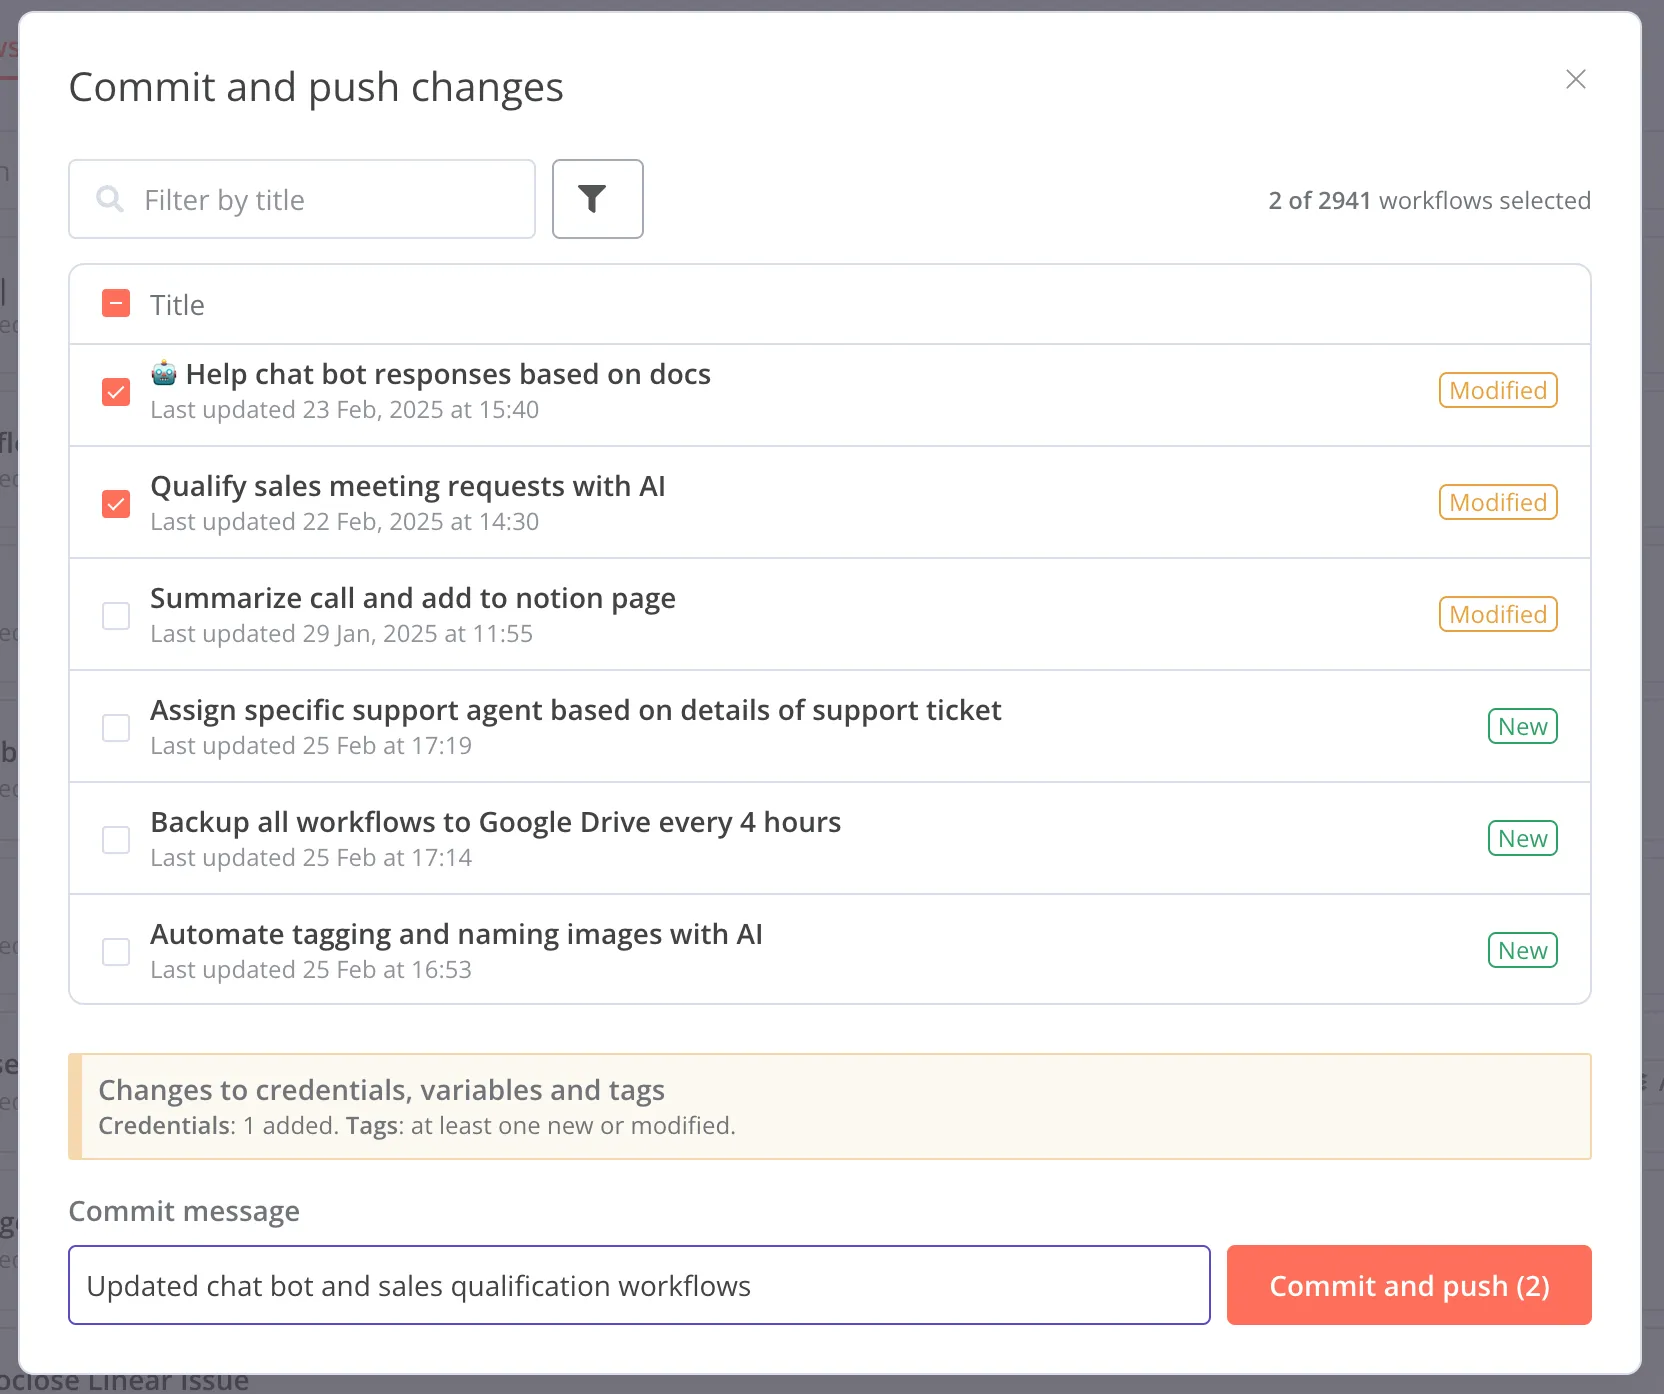 Commit and push changes
Filter by title
2 of 2941 workflows selected
Title
🤖 Help chat bot responses based on docs
Last updated 23 Feb, 2025 at 15:40
Modified
Qualify sales meeting requests with AI
Last updated 22 Feb, 2025 at 14:30
Modified
Summarize call and add to notion page
Last updated 29 Jan, 2025 at 11:55
Modified
Assign specific support agent based on details of support ticket
Last updated 25 Feb at 17:19
New
Backup all workflows to Google Drive every 4 hours
Last updated 25 Feb at 17:14
New
Automate tagging and naming images with AI
Last updated 25 Feb at 16:53
New
Changes to credentials, variables and tags
Credentials: 1 added. Tags: at least one new or modified.
Commit message
Updated chat bot and sales qualification workflows
Commit and push (2)
oclose Linear Issue